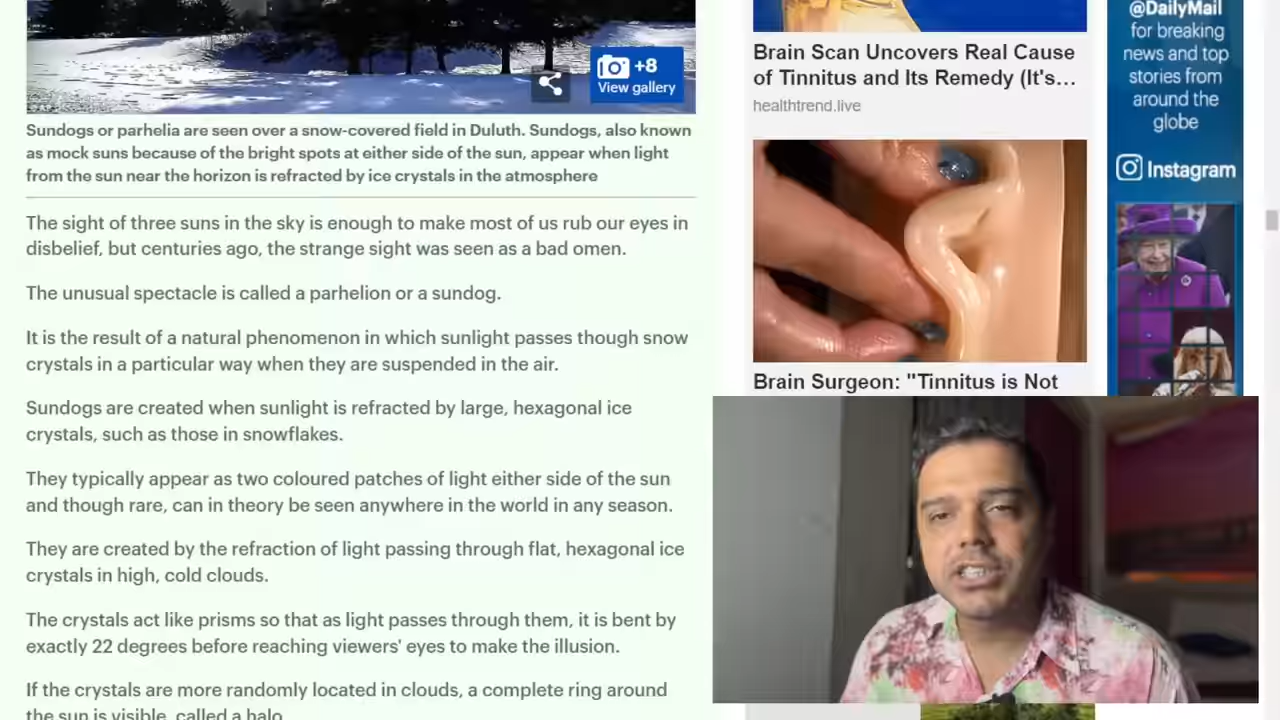 +8
View gallery
Sundogs or parhelia are seen over a snow-covered field in Duluth. Sundogs, also known
as mock suns because of the bright spots at either side of the sun, appear when light
from the sun near the horizon is refracted by ice crystals in the atmosphere
The sight of three suns in the sky is enough to make most of us rub our eyes in
disbelief, but centuries ago, the strange sight was seen as a bad omen.
The unusual spectacle is called a parhelion or a sundog.
It is the result of a natural phenomenon in which sunlight passes though snow
crystals in a particular way when they are suspended in the air.
Sundogs are created when sunlight is refracted by large, hexagonal ice
crystals, such as those in snowflakes.
They typically appear as two coloured patches of light either side of the sun
and though rare, can in theory be seen anywhere in the world in any season.
They are created by the refraction of light passing through flat, hexagonal ice
crystals in high, cold clouds.
The crystals act like prisms so that as light passes through them, it is bent by
exactly 22 degrees before reaching viewers' eyes to make the illusion.
If the crystals are more randomly located in clouds, a complete ring around
the sun is visible, called a halo
Brain Scan Uncovers Real Cause
of Tinnitus and Its Remedy (It's…
healthtrend.live
Brain Surgeon: "Tinnitus is Not
@DailyMail
for breaking
news and top
stories from
around the
globe
Instagram